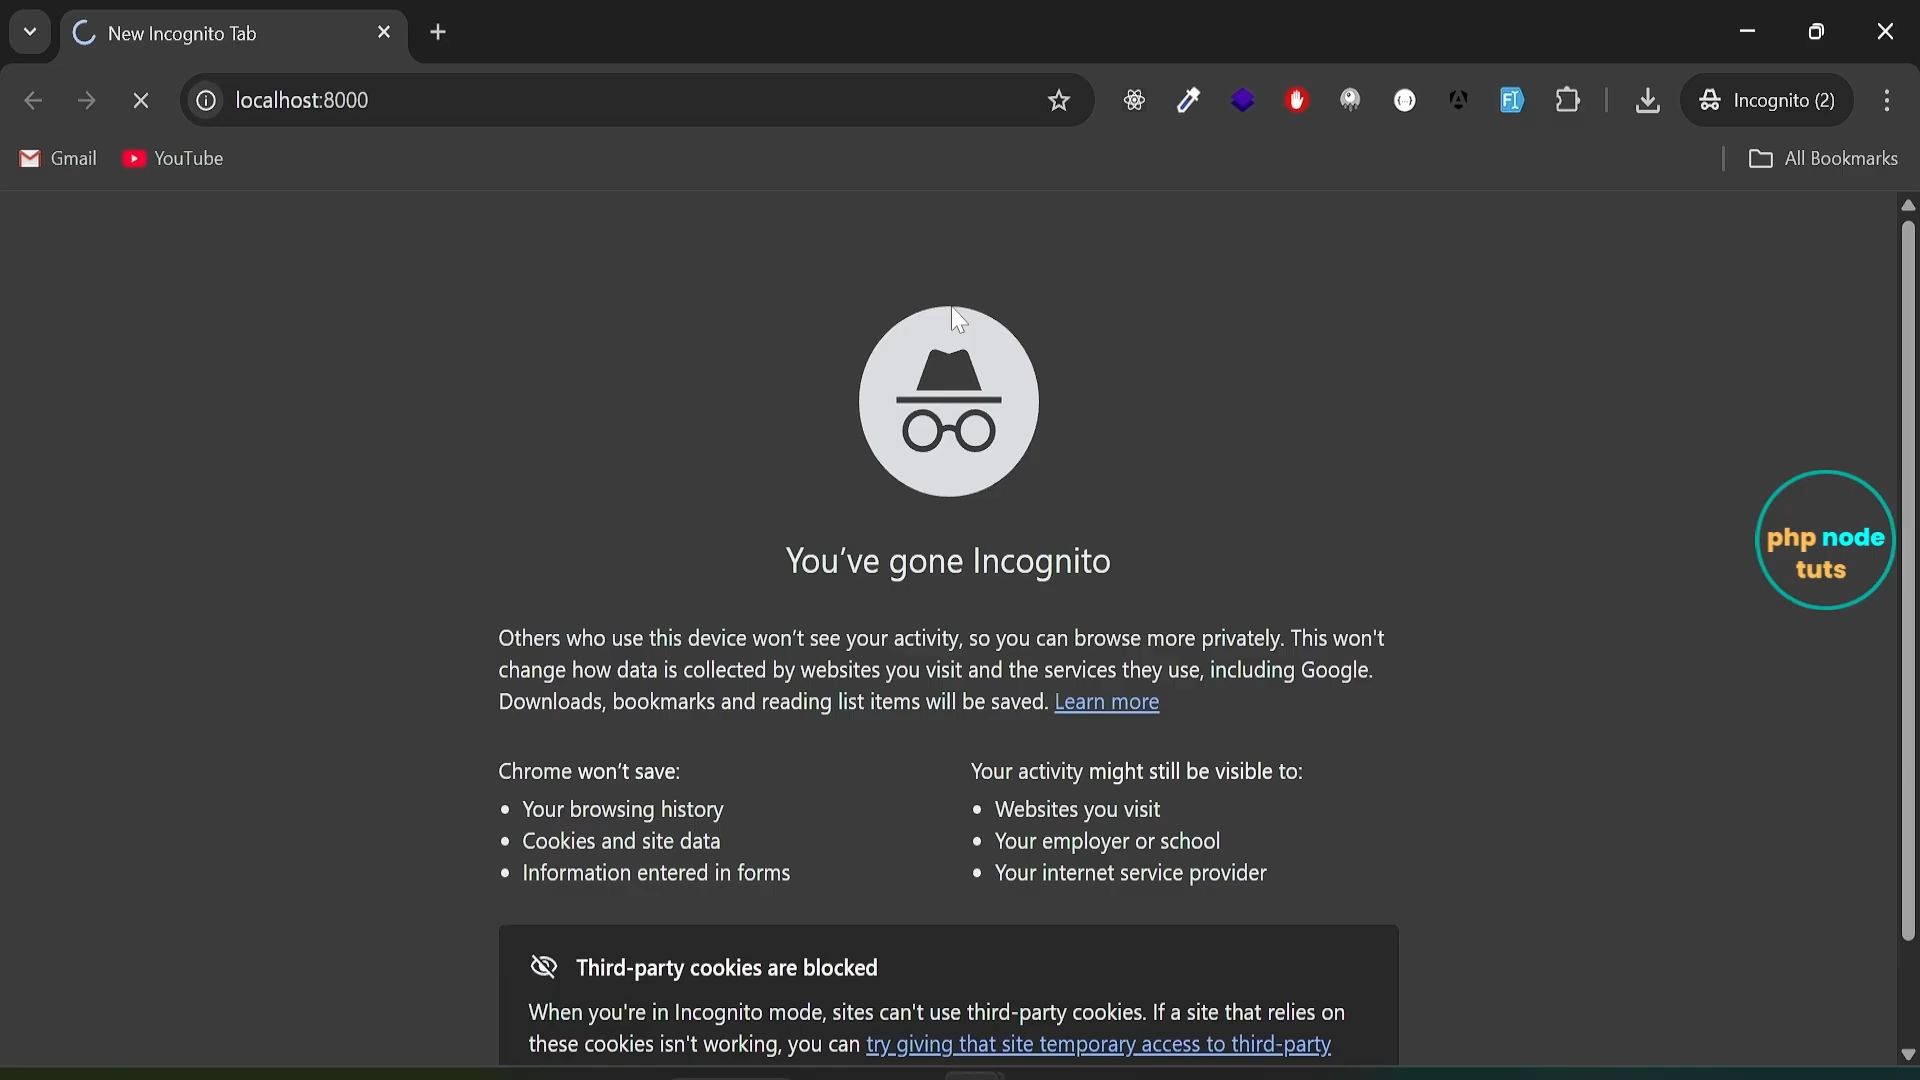 New Incognito Tab
localhost:8000
Incognito (2)
Gmail
YouTube
All Bookmarks
php node
tuts
You've gone Incognito
Others who use this device won't see your activity, so you can browse more privately. This won't
change how data is collected by websites you visit and the services they use, including Google.
Downloads, bookmarks and reading list items will be saved. Learn more
Chrome won't save:
Your browsing history
Cookies and site data
Information entered in forms
Your activity might still be visible to:
Websites you visit
Your employer or school
Your internet service provider
Third-party cookies are blocked
When you're in Incognito mode, sites can't use third-party cookies. If a site that relies on
these cookies isn't working, you can try giving that site temporary access to third-party